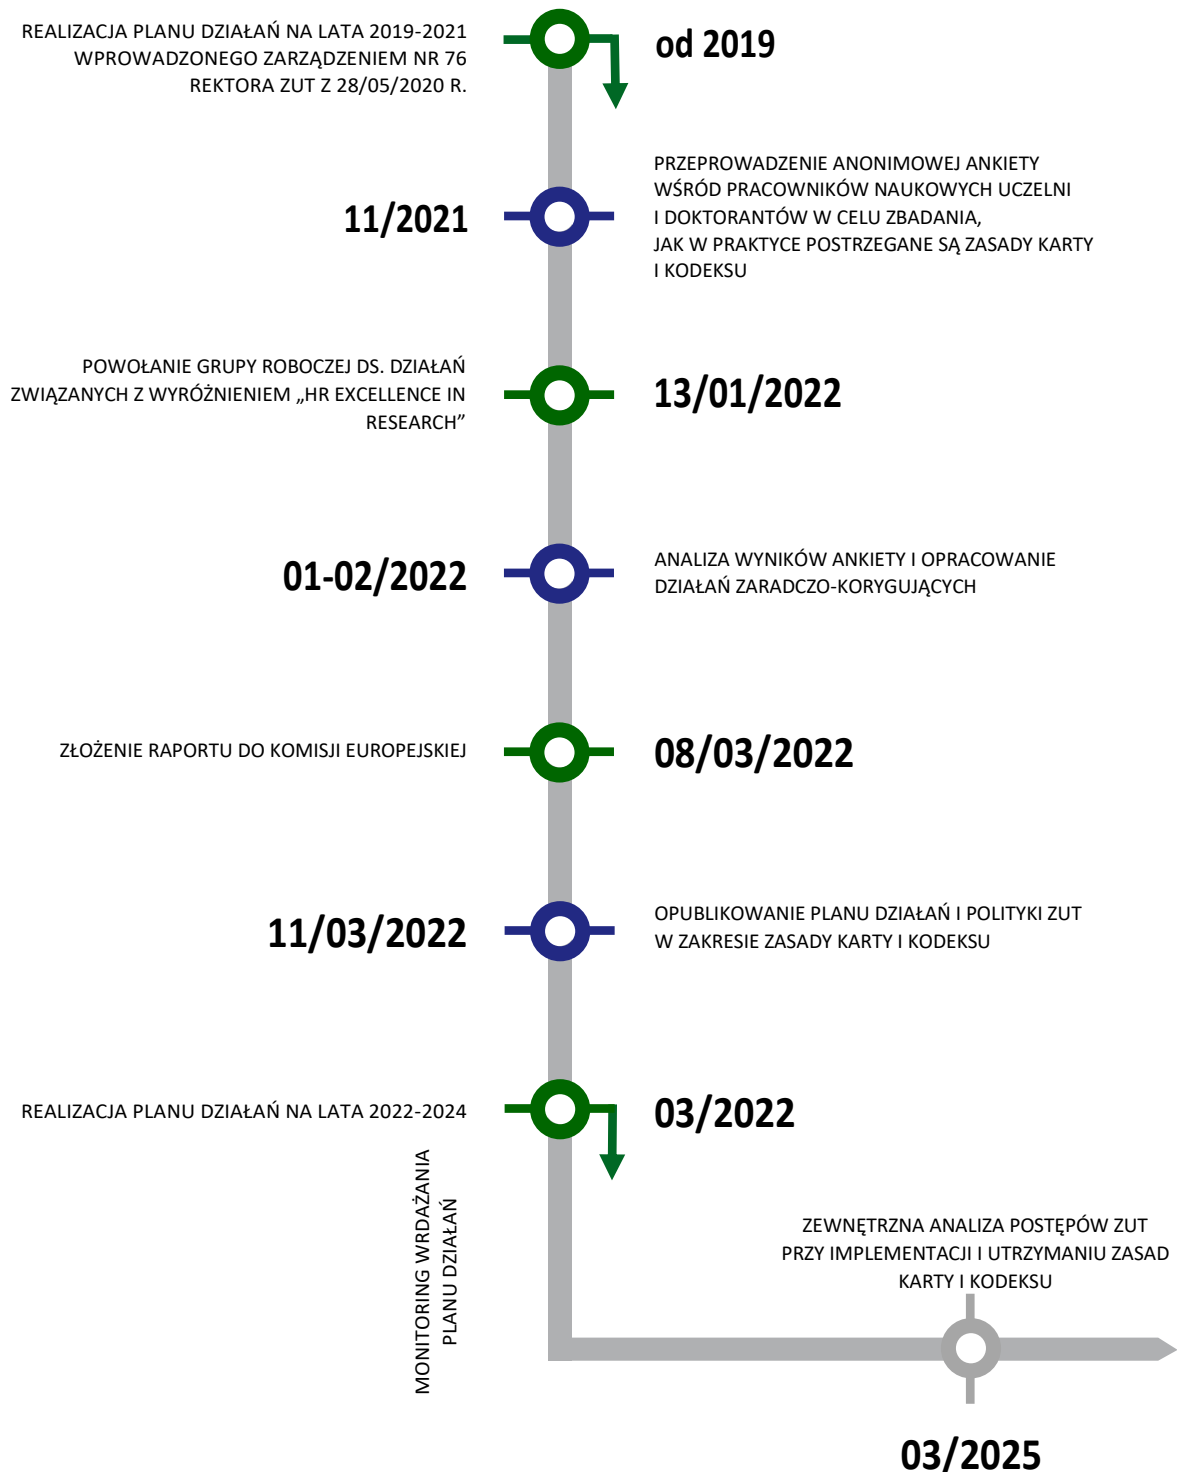 REALIZACJA PLANU DZIAŁAŃ NA LATA 2019-2021
WPROWADZONEGO ZARZĄDZENIEM NR 76
REKTORA ZUT Z 28/05/2020 R.
od 2019
11/2021
PRZEPROWADZENIE ANONIMOWEJ ANKIETY
WŚRÓD PRACOWNIKÓW NAUKOWYCH UCZELNI
I DOKTORANTÓW W CELU ZBADANIA,
JAK W PRAKTYCE POSTRZEGANE SĄ ZASADY KARTY
I KODEKSU
POWOŁANIE GRUPY ROBOCZEJ DS. DZIAŁAŃ
ZWIĄZANYCH Z WYRÓŻNIENIEM „HR EXCELLENCE IN
RESEARCH”
13/01/2022
01-02/2022
ANALIZA WYNIKÓW ANKIETY I OPRACOWANIE
DZIAŁAŃ ZARADCZO-KORYGUJĄCYCH
ZŁOŻENIE RAPORTU DO KOMISJI EUROPEJSKIEJ
08/03/2022
11/03/2022
OPUBLIKOWANIE PLANU DZIAŁAŃ I POLITYKI ZUT
W ZAKRESIE ZASADY KARTY I KODEKSU
REALIZACJA PLANU DZIAŁAŃ NA LATA 2022-2024
03/2022
MONITORING WRDAŻANIA
PLANU DZIAŁAŃ
ZEWNĘTRZNA ANALIZA POSTĘPÓW ZUT
PRZY IMPLEMENTACJI I UTRZYMANIU ZASAD
KARTY I KODEKSU
03/2025